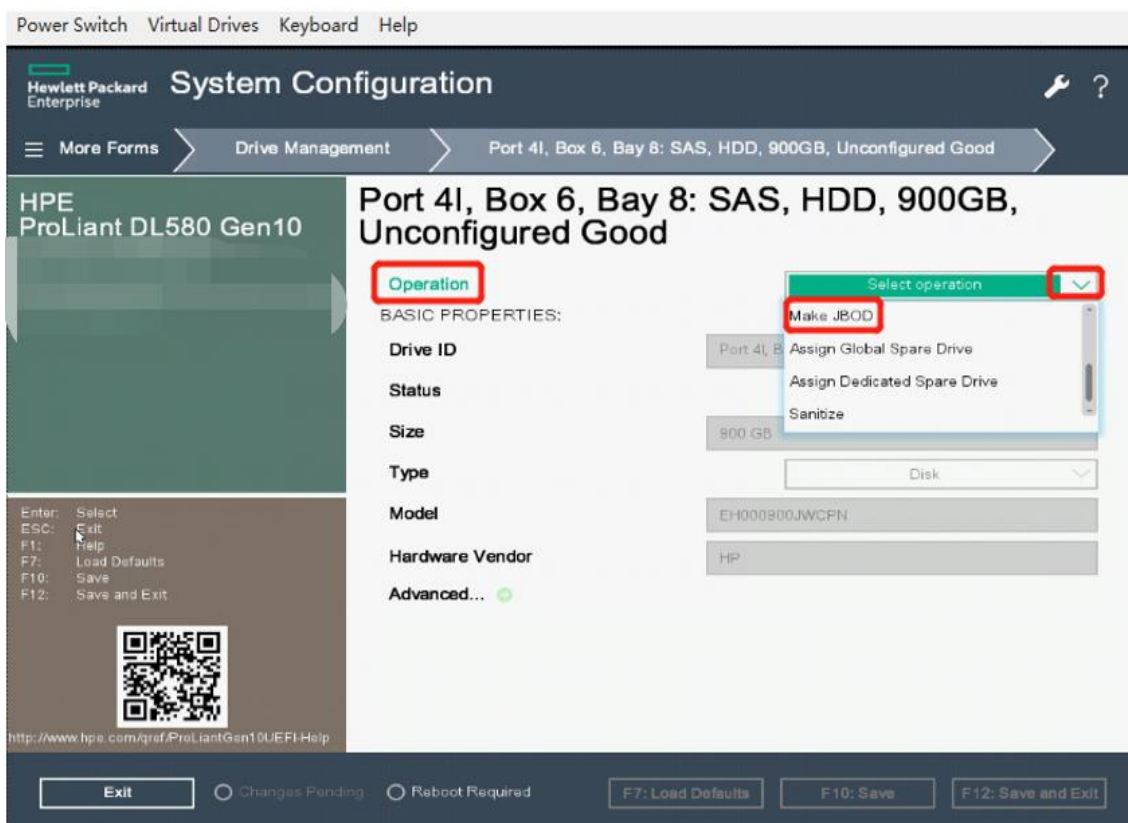 Power Switch Virtual Drives Keyboard Help
Hewlett Packard
Enterprise
System Configuration
?
More Forms
Drive Management
Port 4I, Box 6, Bay 8: SAS, HDD, 900GB, Unconfigured Good
HPE
ProLiant DL580 Gen10
Port 4I, Box 6, Bay 8: SAS, HDD, 900GB,
Unconfigured Good
Operation
Select operation
Make JBOD
Assign Global Spare Drive
Assign Dedicated Spare Drive
Sanitize
BASIC PROPERTIES:
Drive ID
Port 4I, B
Status
Size
900 GB
Type
Disk
Model
EH000900JWCPN
Hardware Vendor
HP
Advanced...
Enter: Select
ESC: Exit
F1: Help
F7: Load Defaults
F10: Save
F12: Save and Exit
http://www.hpe.com/qref/ProLiantGen10UEFI-Help
Exit
Changes Pending
Reboot Required
F7: Load Defaults
F10: Save
F12: Save and Exit